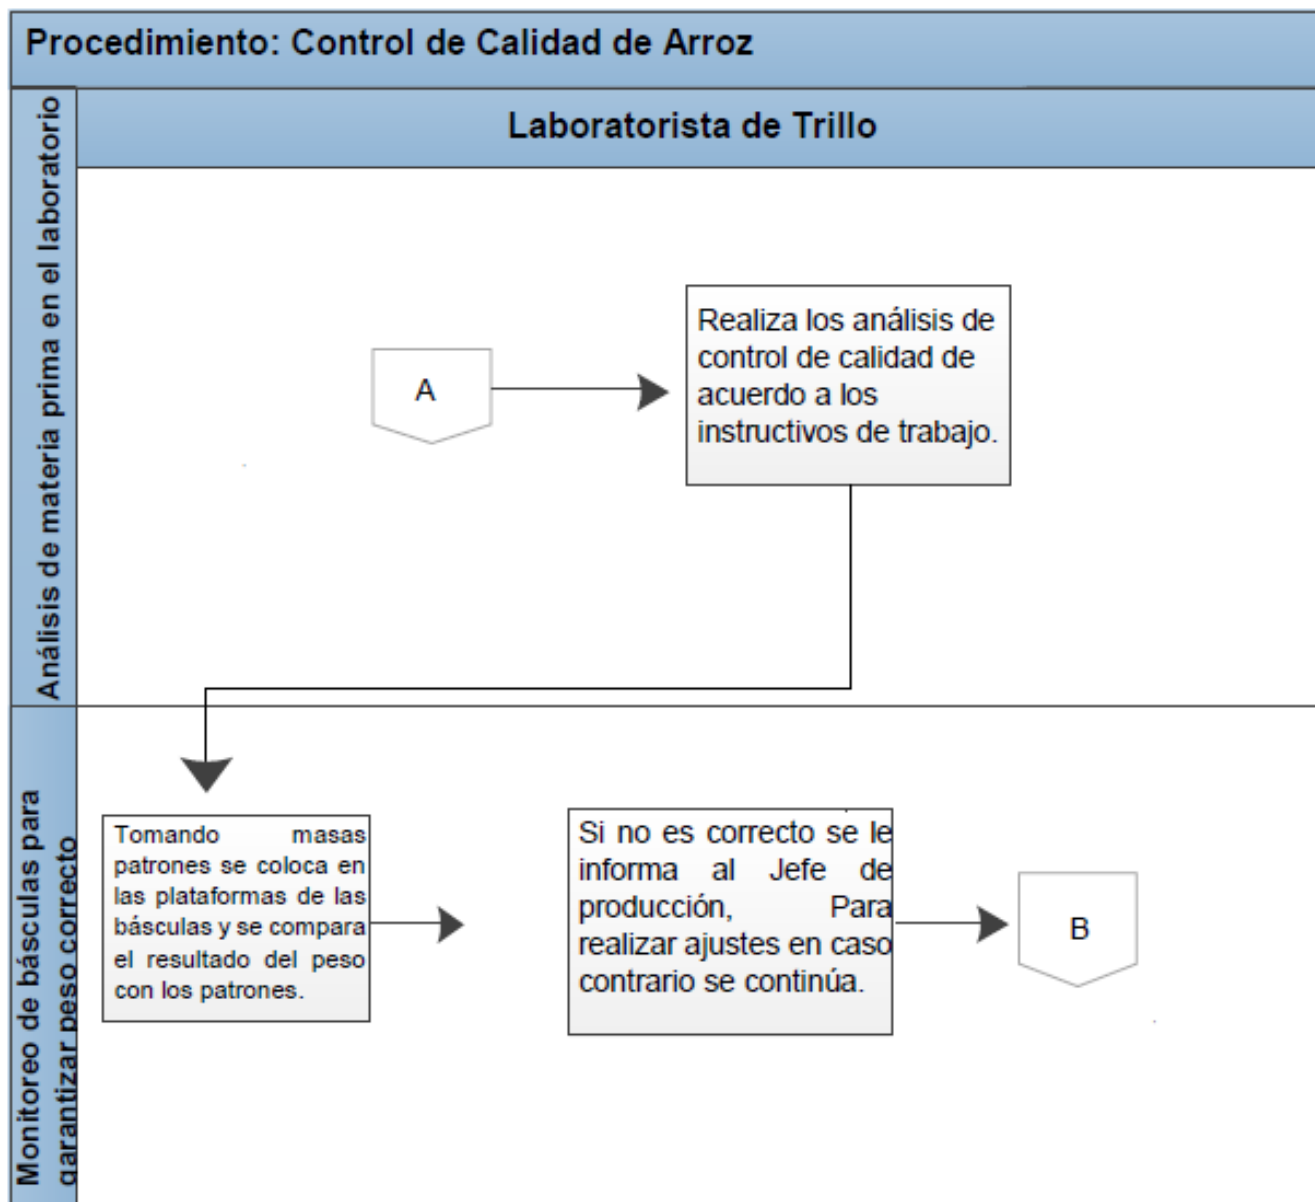 Procedimiento: Control de Calidad de Arroz
Laboratorista de Trillo
Análisis de materia prima en el laboratorio
A
Realiza los análisis de
control de calidad de
acuerdo a los
instructivos de trabajo.
Monitoreo de básculas para
garantizar peso correcto
Tomando masas
patrones se coloca en
las plataformas de las
básculas y se compara
el resultado del peso
con los patrones.
Si no es correcto se le
informa al Jefe de
producción, Para
realizar ajustes en caso
contrario se continúa.
B